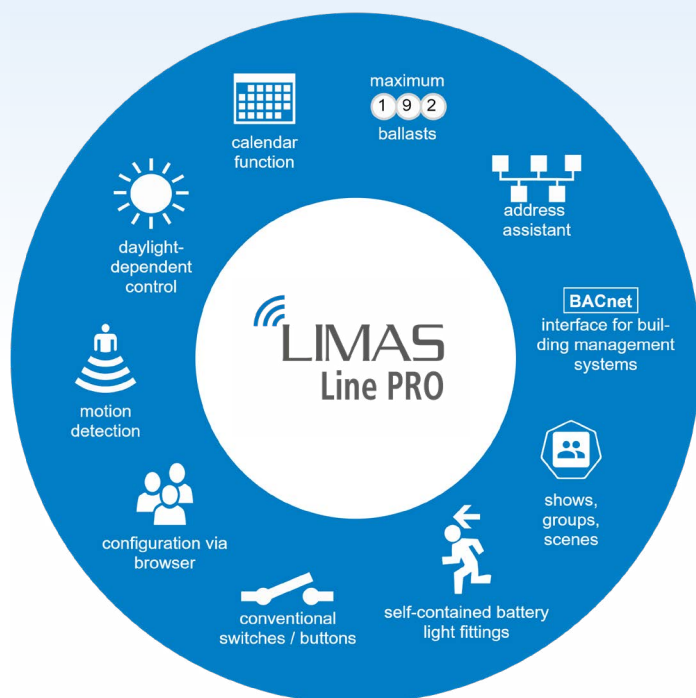 maximum
1 9 2
ballasts
calendar
function
address
assistant
daylight-
dependent
control
BACnet
interface for buil-
ding management
systems
LIMAS
Line PRO
motion
detection
shows,
groups,
scenes
configuration via
browser
self-contained battery
light fittings
conventional
switches / buttons